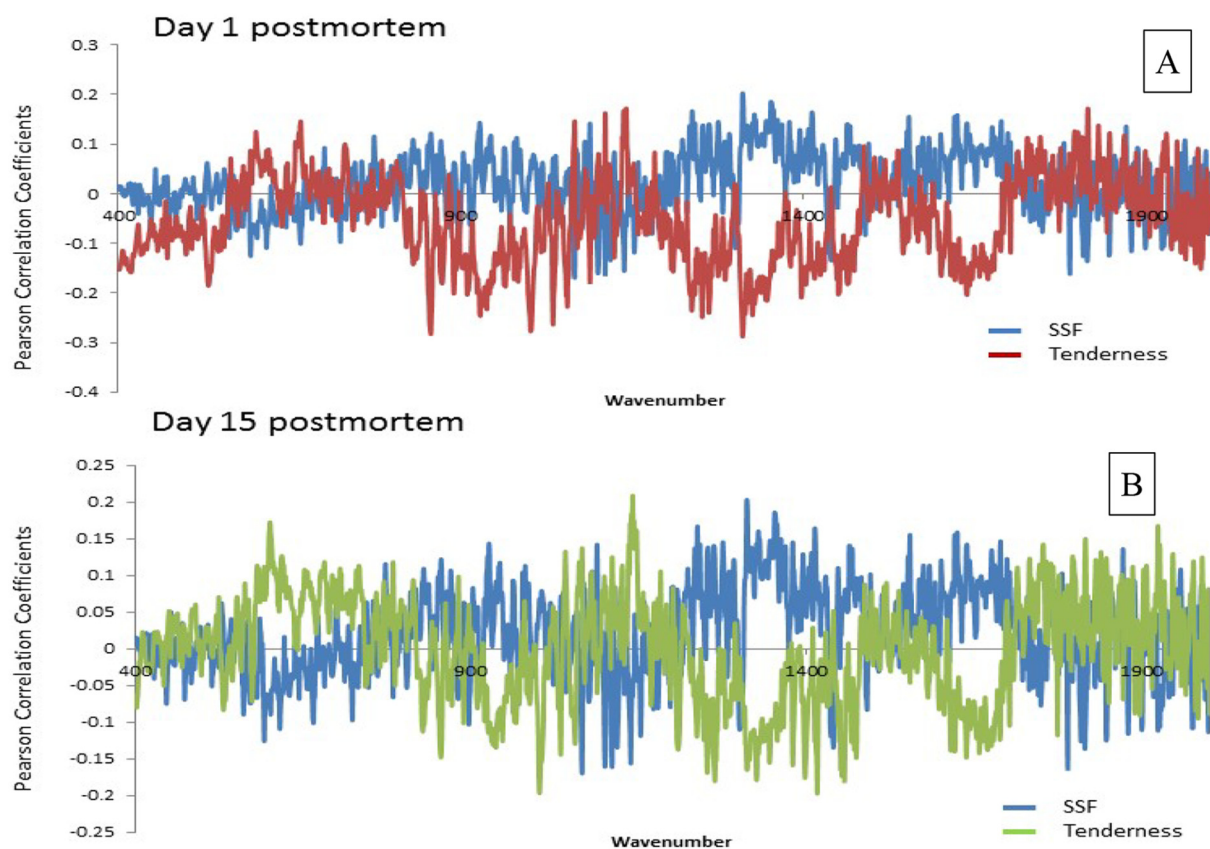 Day 1 postmortem
A
Pearson Correlation Coefficients
0.3
0.2
0.1
0
-0.1
-0.2
-0.3
-0.4
400 900 1400 1900
SSF
Tenderness
Wavenumber
Day 15 postmortem
B
Pearson Correlation Coefficients
0.25
0.2
0.15
0.1
0.05
0
-0.05
-0.1
-0.15
-0.2
-0.25
400 900 1400 1900
SSF
Tenderness
Wavenumber